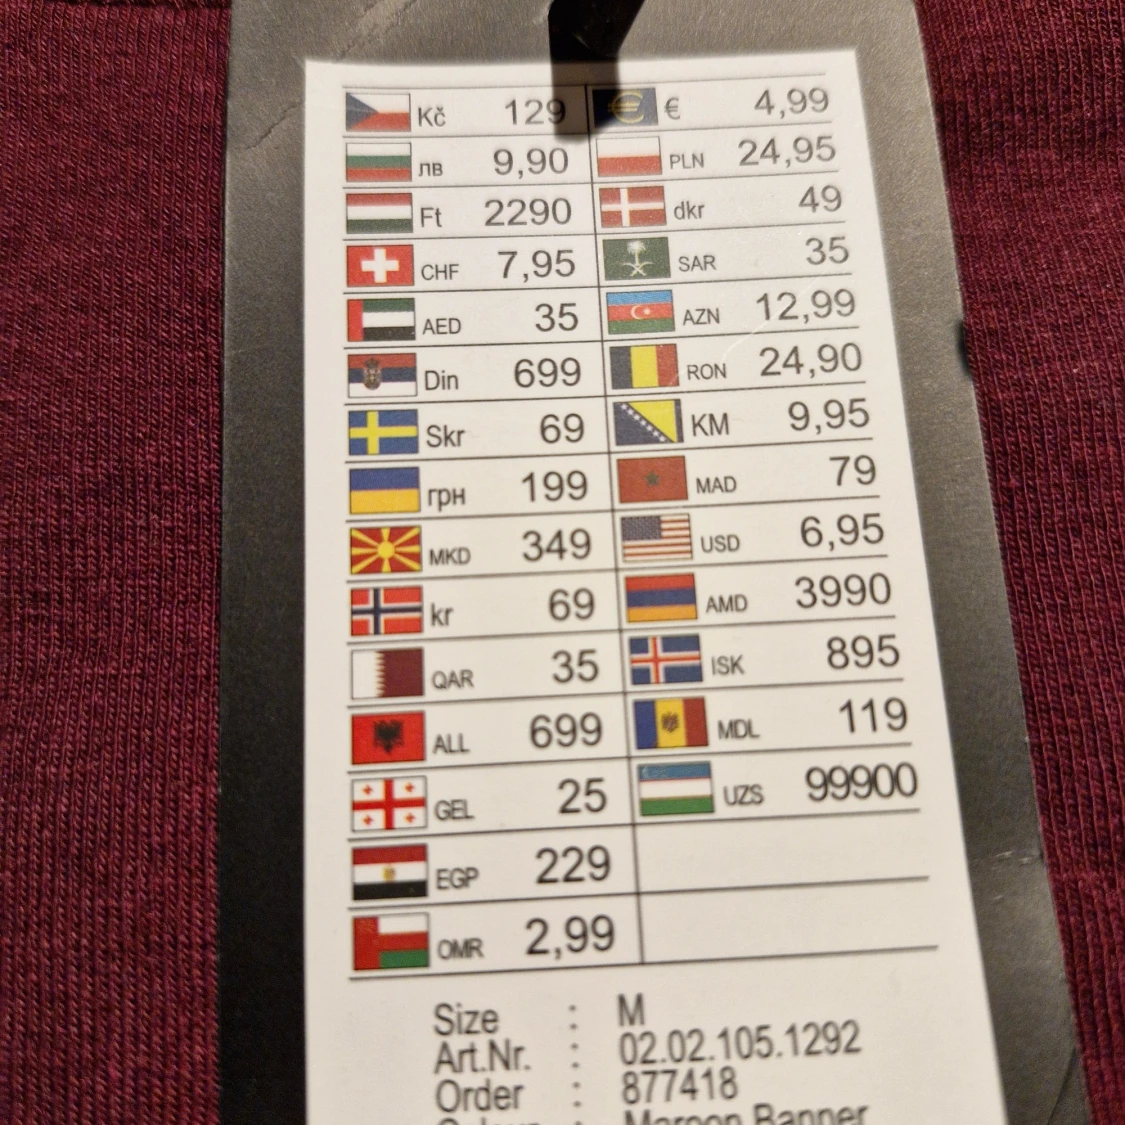 Kč 129 € 4,99
лв 9,90 PLN 24,95
Ft 2290 dkr 49
CHF 7,95 SAR 35
AED 35 AZN 12,99
Din 699 RON 24,90
Skr 69 KM 9,95
грн 199 MAD 79
MKD 349 USD 6,95
kr 69 AMD 3990
QAR 35 ISK 895
ALL 699 MDL 119
GEL 25 UZS 99900
EGP 229
OMR 2,99
Size : M
Art.Nr. : 02.02.105.1292
Order : 877418
: Maroon Banner